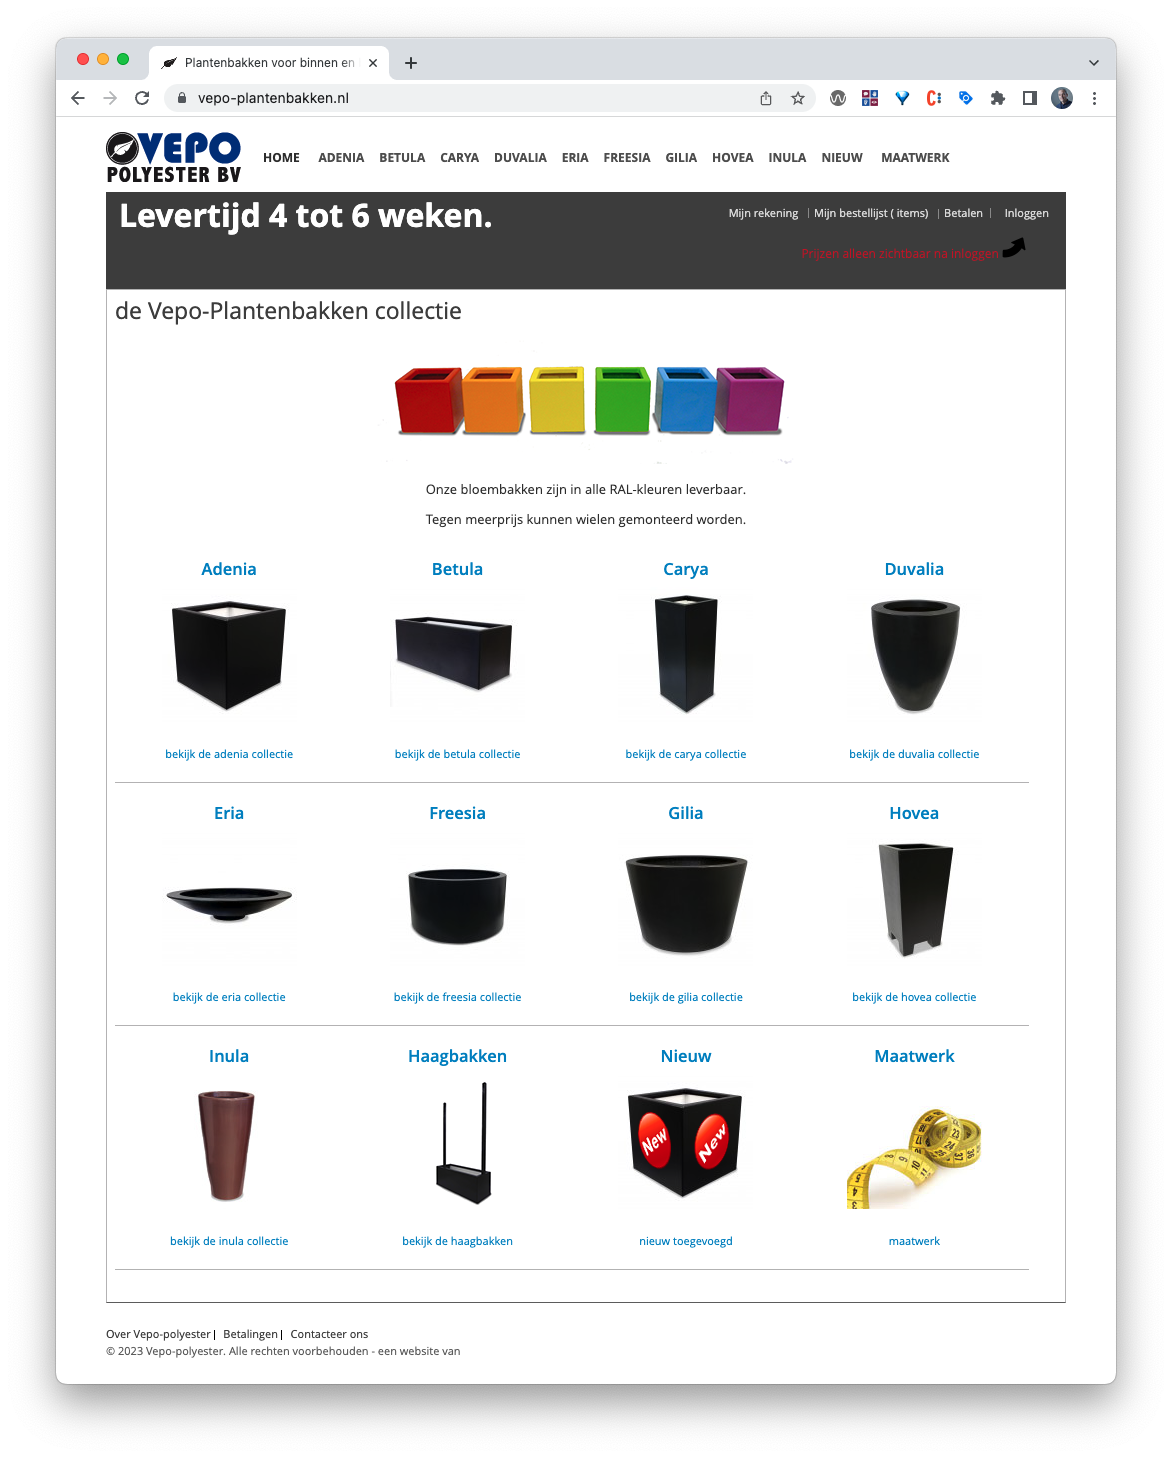 Plantenbakken voor binnen en
vepo-plantenbakken.nl
VEPO
POLYESTER BV
HOME ADENIA BETULA CARYA DUVALIA ERIA FREESIA GILIA HOVEA INULA NIEUW MAATWERK
Levertijd 4 tot 6 weken.
Mijn rekening | Mijn bestellijst ( items) | Betalen | Inloggen
Prijzen alleen zichtbaar na inloggen
de Vepo-Plantenbakken collectie
Onze bloembakken zijn in alle RAL-kleuren leverbaar.
Tegen meerprijs kunnen wielen gemonteerd worden.
Adenia Betula Carya Duvalia
bekijk de adenia collectie bekijk de betula collectie bekijk de carya collectie bekijk de duvalia collectie
Eria Freesia Gilia Hovea
bekijk de eria collectie bekijk de freesia collectie bekijk de gilia collectie bekijk de hovea collectie
Inula Haagbakken Nieuw Maatwerk
New New
bekijk de inula collectie bekijk de haagbakken nieuw toegevoegd maatwerk
Over Vepo-polyester | Betalingen | Contacteer ons
© 2023 Vepo-polyester. Alle rechten voorbehouden - een website van